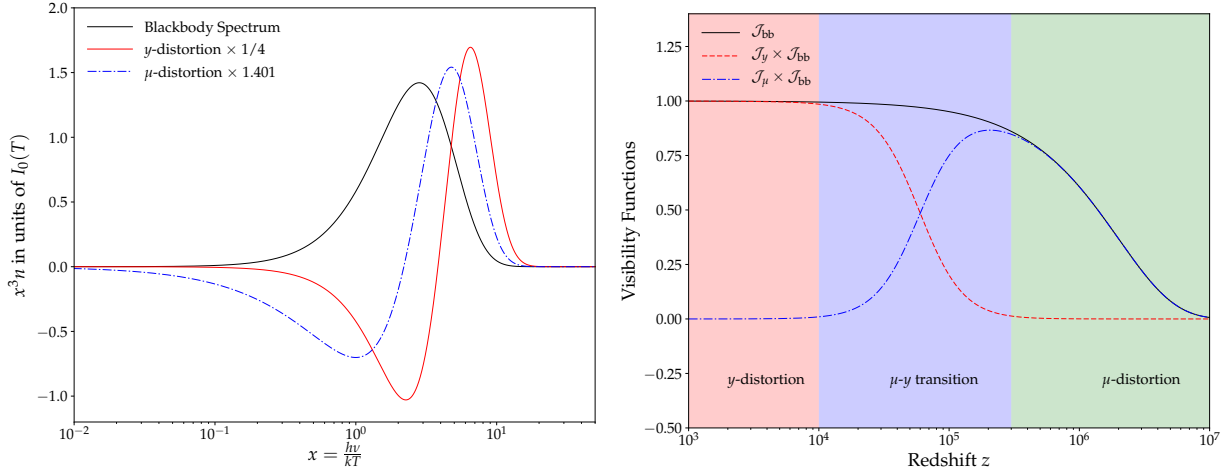 Blackbody Spectrum
y-distortion × 1/4
μ-distortion × 1.401
x³n in units of I₀(T)
2.0
1.5
1.0
0.5
0.0
−0.5
−1.0
10⁻² 10⁻¹ 10⁰ 10¹
x = hν/kT
𝒥bb
𝒥y × 𝒥bb
𝒥μ × 𝒥bb
Visibility Functions
1.25
1.00
0.75
0.50
0.25
0.00
−0.25
−0.50
y-distortion μ-y transition μ-distortion
10³ 10⁴ 10⁵ 10⁶ 10⁷
Redshift z